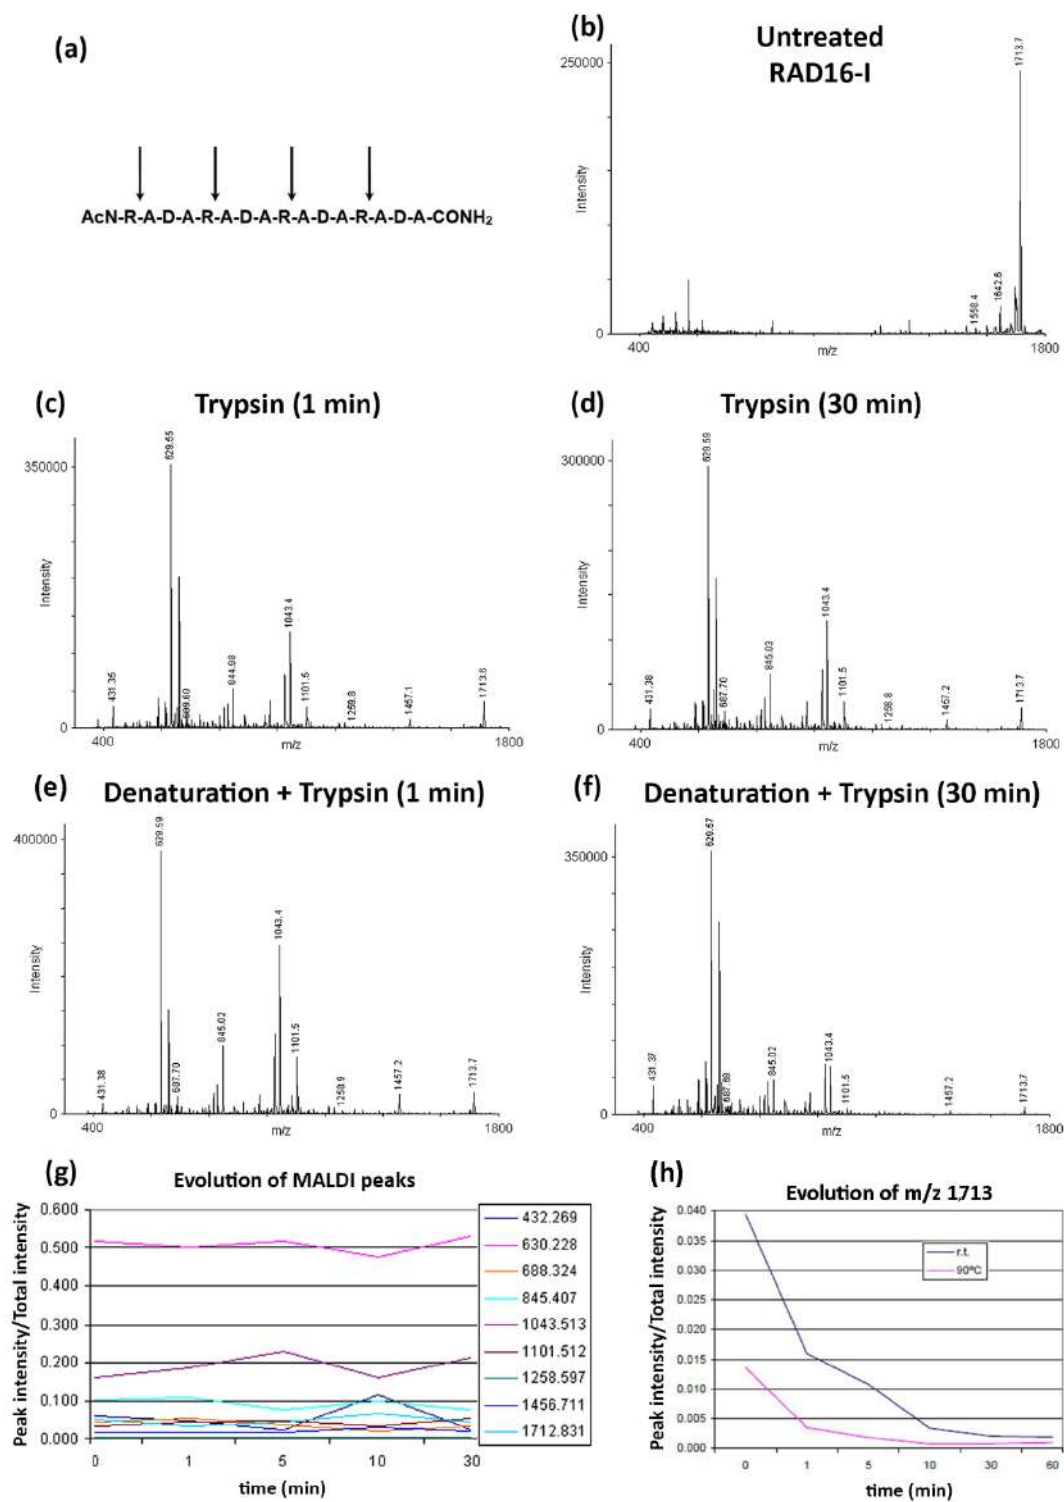 (a)
AcN-R-A-D-A-R-A-D-A-R-A-D-A-R-A-D-A-CONH₂
(b)
Untreated
RAD16-I
250000
Intensity
0
1558.4
1642.6
1713.7
400
m/z
1800
(c)
Trypsin (1 min)
350000
Intensity
0
431.35
629.55
844.98
1043.4
1101.5
1457.1
400
m/z
1800
(d)
Trypsin (30 min)
300000
Intensity
0
431.38
629.59
687.70
845.03
1043.4
1101.5
1258.8
1457.2
1713.7
400
m/z
1800
(e)
Denaturation + Trypsin (1 min)
400000
Intensity
0
431.38
629.59
687.70
845.02
1043.4
1101.5
1258.9
1457.2
1713.7
400
m/z
1800
(f)
Denaturation + Trypsin (30 min)
350000
Intensity
0
431.37
629.57
845.02
1043.4
1101.5
1457.2
1713.7
400
m/z
1800
(g)
Evolution of MALDI peaks
Peak intensity/Total intensity
0.600
0.500
0.400
0.300
0.200
0.100
0.000
0
1
5
10
30
time (min)
432.269
630.228
688.324
845.407
1043.513
1101.512
1258.597
1456.711
1712.831
(h)
Evolution of m/z 1713
Peak intensity/Total intensity
0.040
0.035
0.030
0.025
0.020
0.015
0.010
0.005
0.000
r.t.
90ºC
0
1
5
10
30
60
time (min)